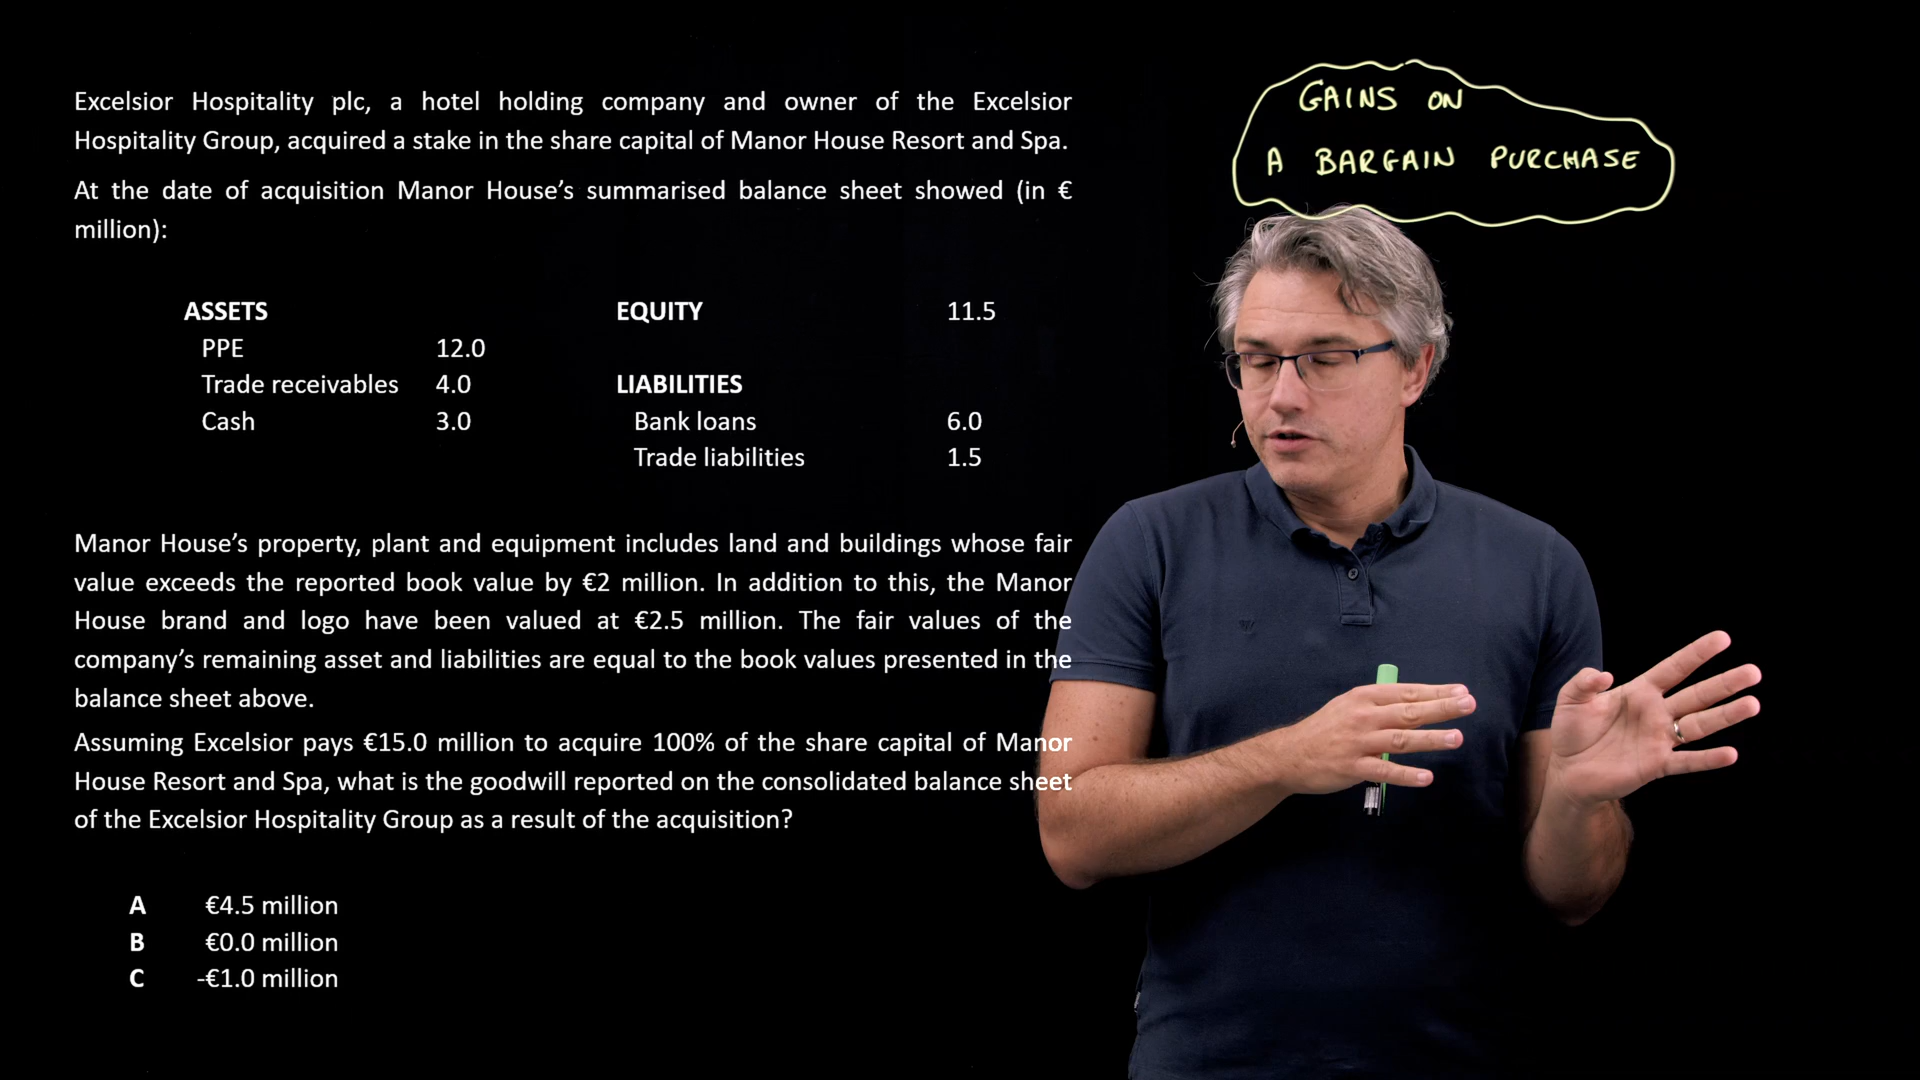 GAINS ON
A BARGAIN PURCHASE
Excelsior Hospitality plc, a hotel holding company and owner of the Excelsior
Hospitality Group, acquired a stake in the share capital of Manor House Resort and Spa.
At the date of acquisition Manor House’s summarised balance sheet showed (in €
million):
ASSETS EQUITY 11.5
PPE 12.0
Trade receivables 4.0 LIABILITIES
Cash 3.0 Bank loans 6.0
Trade liabilities 1.5
Manor House’s property, plant and equipment includes land and buildings whose fair
value exceeds the reported book value by €2 million. In addition to this, the Manor
House brand and logo have been valued at €2.5 million. The fair values of the
company’s remaining asset and liabilities are equal to the book values presented in the
balance sheet above.
Assuming Excelsior pays €15.0 million to acquire 100% of the share capital of Manor
House Resort and Spa, what is the goodwill reported on the consolidated balance sheet
of the Excelsior Hospitality Group as a result of the acquisition?
A €4.5 million
B €0.0 million
C -€1.0 million